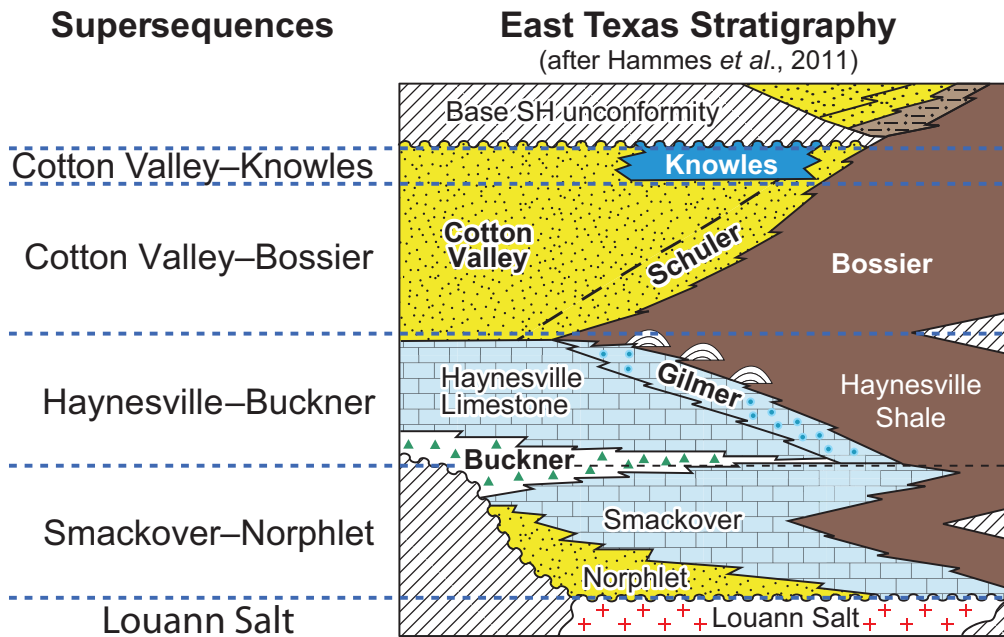 Supersequences
East Texas Stratigraphy
(after Hammes et al., 2011)
Base SH unconformity
Cotton Valley–Knowles
Knowles
Cotton Valley–Bossier
Cotton
Valley
Schuler
Bossier
Haynesville–Buckner
Haynesville
Limestone
Gilmer
Haynesville
Shale
Buckner
Smackover–Norphlet
Smackover
Norphlet
Louann Salt
Louann Salt